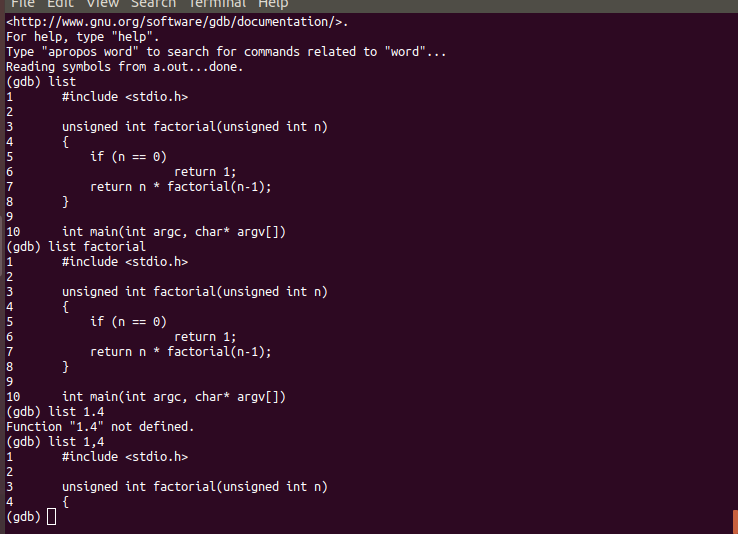 File Edit View Search Terminal Help
<http://www.gnu.org/software/gdb/documentation/>.
For help, type "help".
Type "apropos word" to search for commands related to "word"...
Reading symbols from a.out...done.
(gdb) list
1       #include <stdio.h>
2
3       unsigned int factorial(unsigned int n)
4       {
5           if (n == 0)
6                       return 1;
7           return n * factorial(n-1);
8       }
9
10      int main(int argc, char* argv[])
(gdb) list factorial
1       #include <stdio.h>
2
3       unsigned int factorial(unsigned int n)
4       {
5           if (n == 0)
6                       return 1;
7           return n * factorial(n-1);
8       }
9
10      int main(int argc, char* argv[])
(gdb) list 1.4
Function "1.4" not defined.
(gdb) list 1,4
1       #include <stdio.h>
2
3       unsigned int factorial(unsigned int n)
4       {
(gdb)